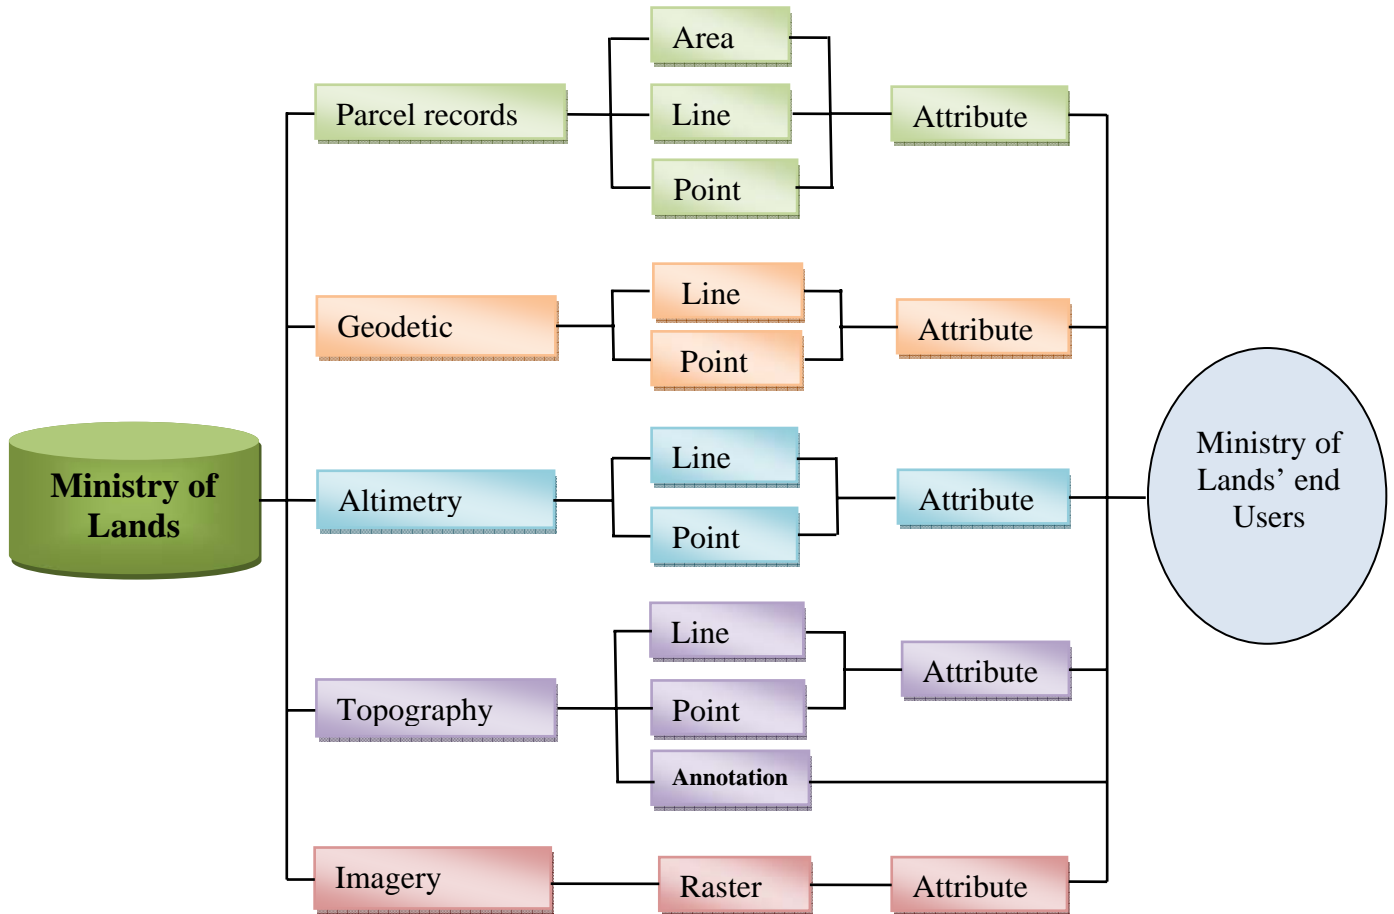 Area
Parcel records
Line
Attribute
Point
Line
Geodetic
Attribute
Point
Ministry of
Lands
Line
Altimetry
Attribute
Point
Ministry of
Lands’ end
Users
Line
Topography
Point
Attribute
Annotation
Imagery
Raster
Attribute